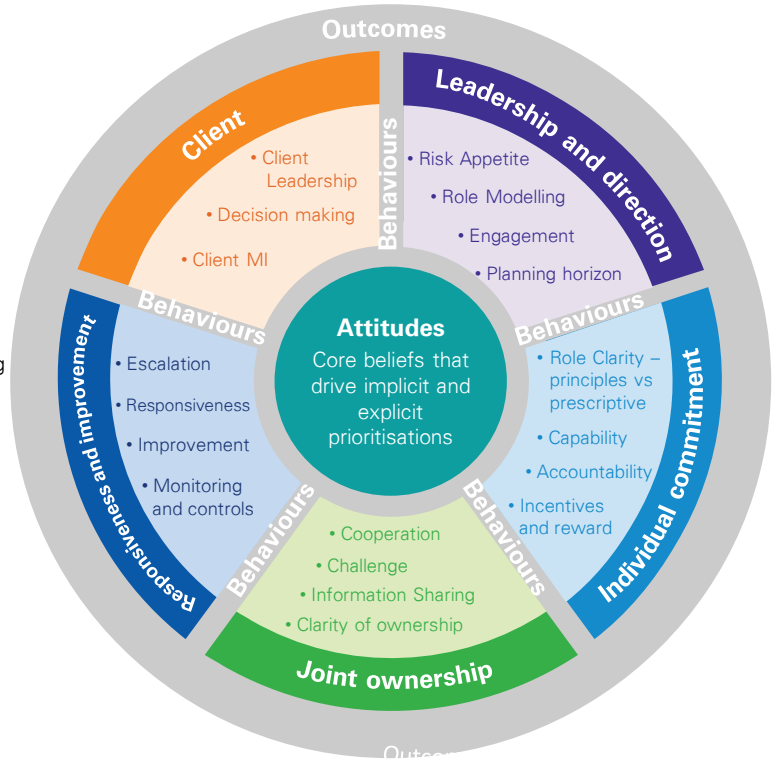 Outcomes
Client
• Client
Leadership
• Decision making
• Client MI
Behaviours
Leadership and direction
• Risk Appetite
• Role Modelling
• Engagement
• Planning horizon
Behaviours
Behaviours
Attitudes
Core beliefs that
drive implicit and
explicit
prioritisations
Responsiveness and improvement
• Escalation
• Responsiveness
• Improvement
• Monitoring
and controls
Individual commitment
• Role Clarity –
principles vs
prescriptive
• Capability
• Accountability
• Incentives
and reward
Behaviours
Behaviours
• Cooperation
• Challenge
• Information Sharing
• Clarity of ownership
Joint ownership